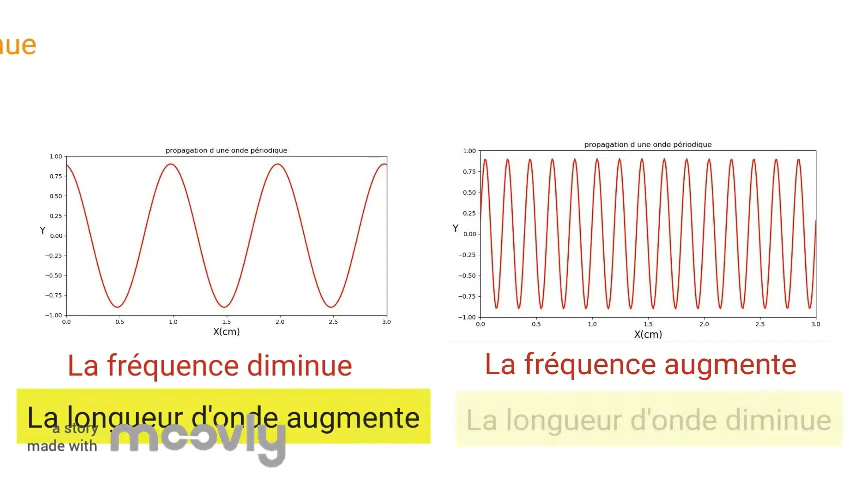 nue
propagation d une onde périodique
1.00
0.75
0.50
0.25
0.00
−0.25
−0.50
−0.75
−1.00
Y
0.0 0.5 1.0 1.5 2.0 2.5 3.0
X(cm)
propagation d une onde périodique
1.00
0.75
0.50
0.25
0.00
−0.25
−0.50
−0.75
−1.00
Y
0.0 0.5 1.0 1.5 2.0 2.5 3.0
X(cm)
La fréquence diminue
La fréquence augmente
La longueur d'onde augmente
La longueur d'onde diminue
a story
made with moovly